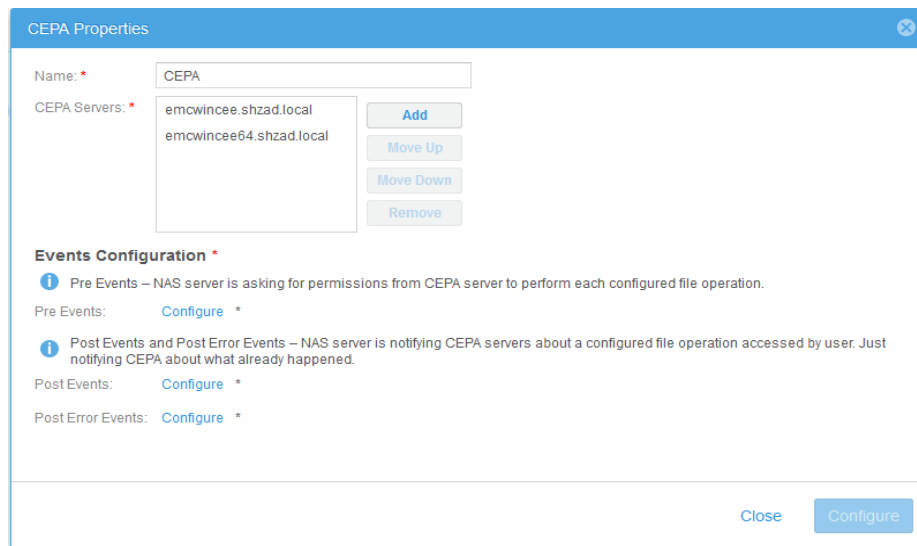 CEPA Properties
Name: * CEPA
CEPA Servers: * emcwincee.shzad.local Add
emcwincee64.shzad.local
Move Up
Move Down
Remove
Events Configuration *
Pre Events – NAS server is asking for permissions from CEPA server to perform each configured file operation.
Pre Events: Configure *
Post Events and Post Error Events – NAS server is notifying CEPA servers about a configured file operation accessed by user. Just
notifying CEPA about what already happened.
Post Events: Configure *
Post Error Events: Configure *
Close Configure